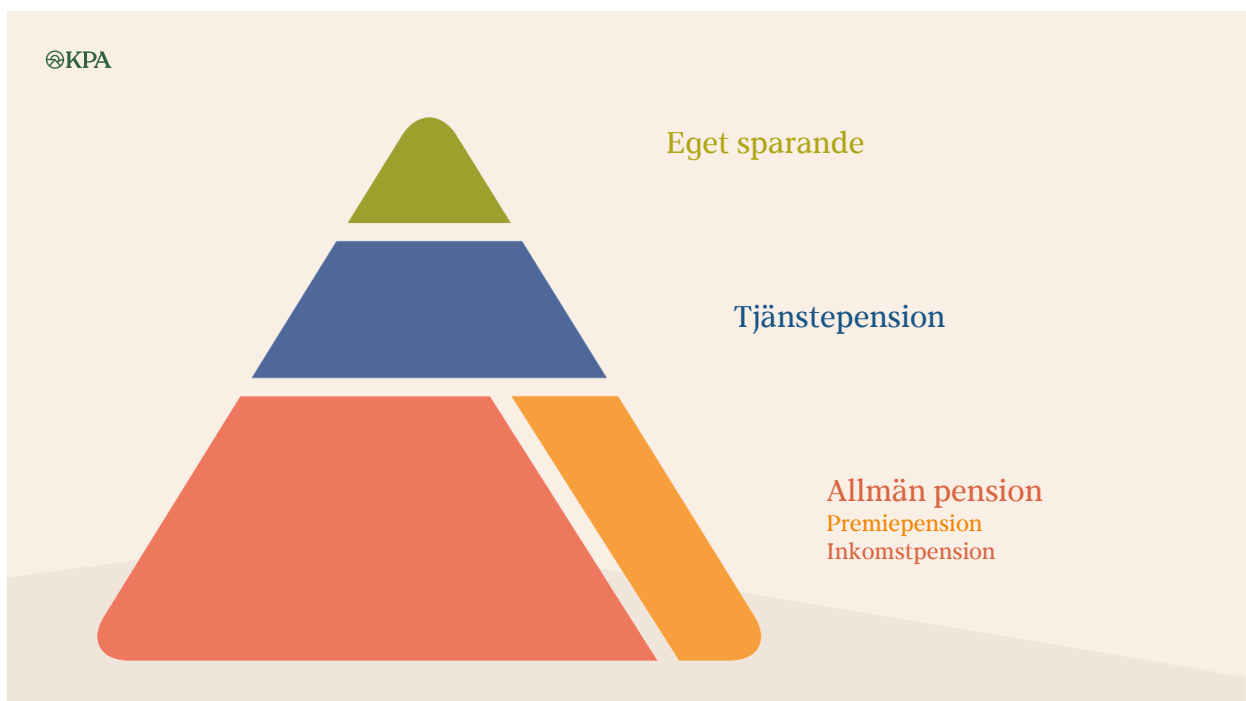 KPA
Eget sparande
Tjänstepension
Allmän pension
Premiepension
Inkomstpension